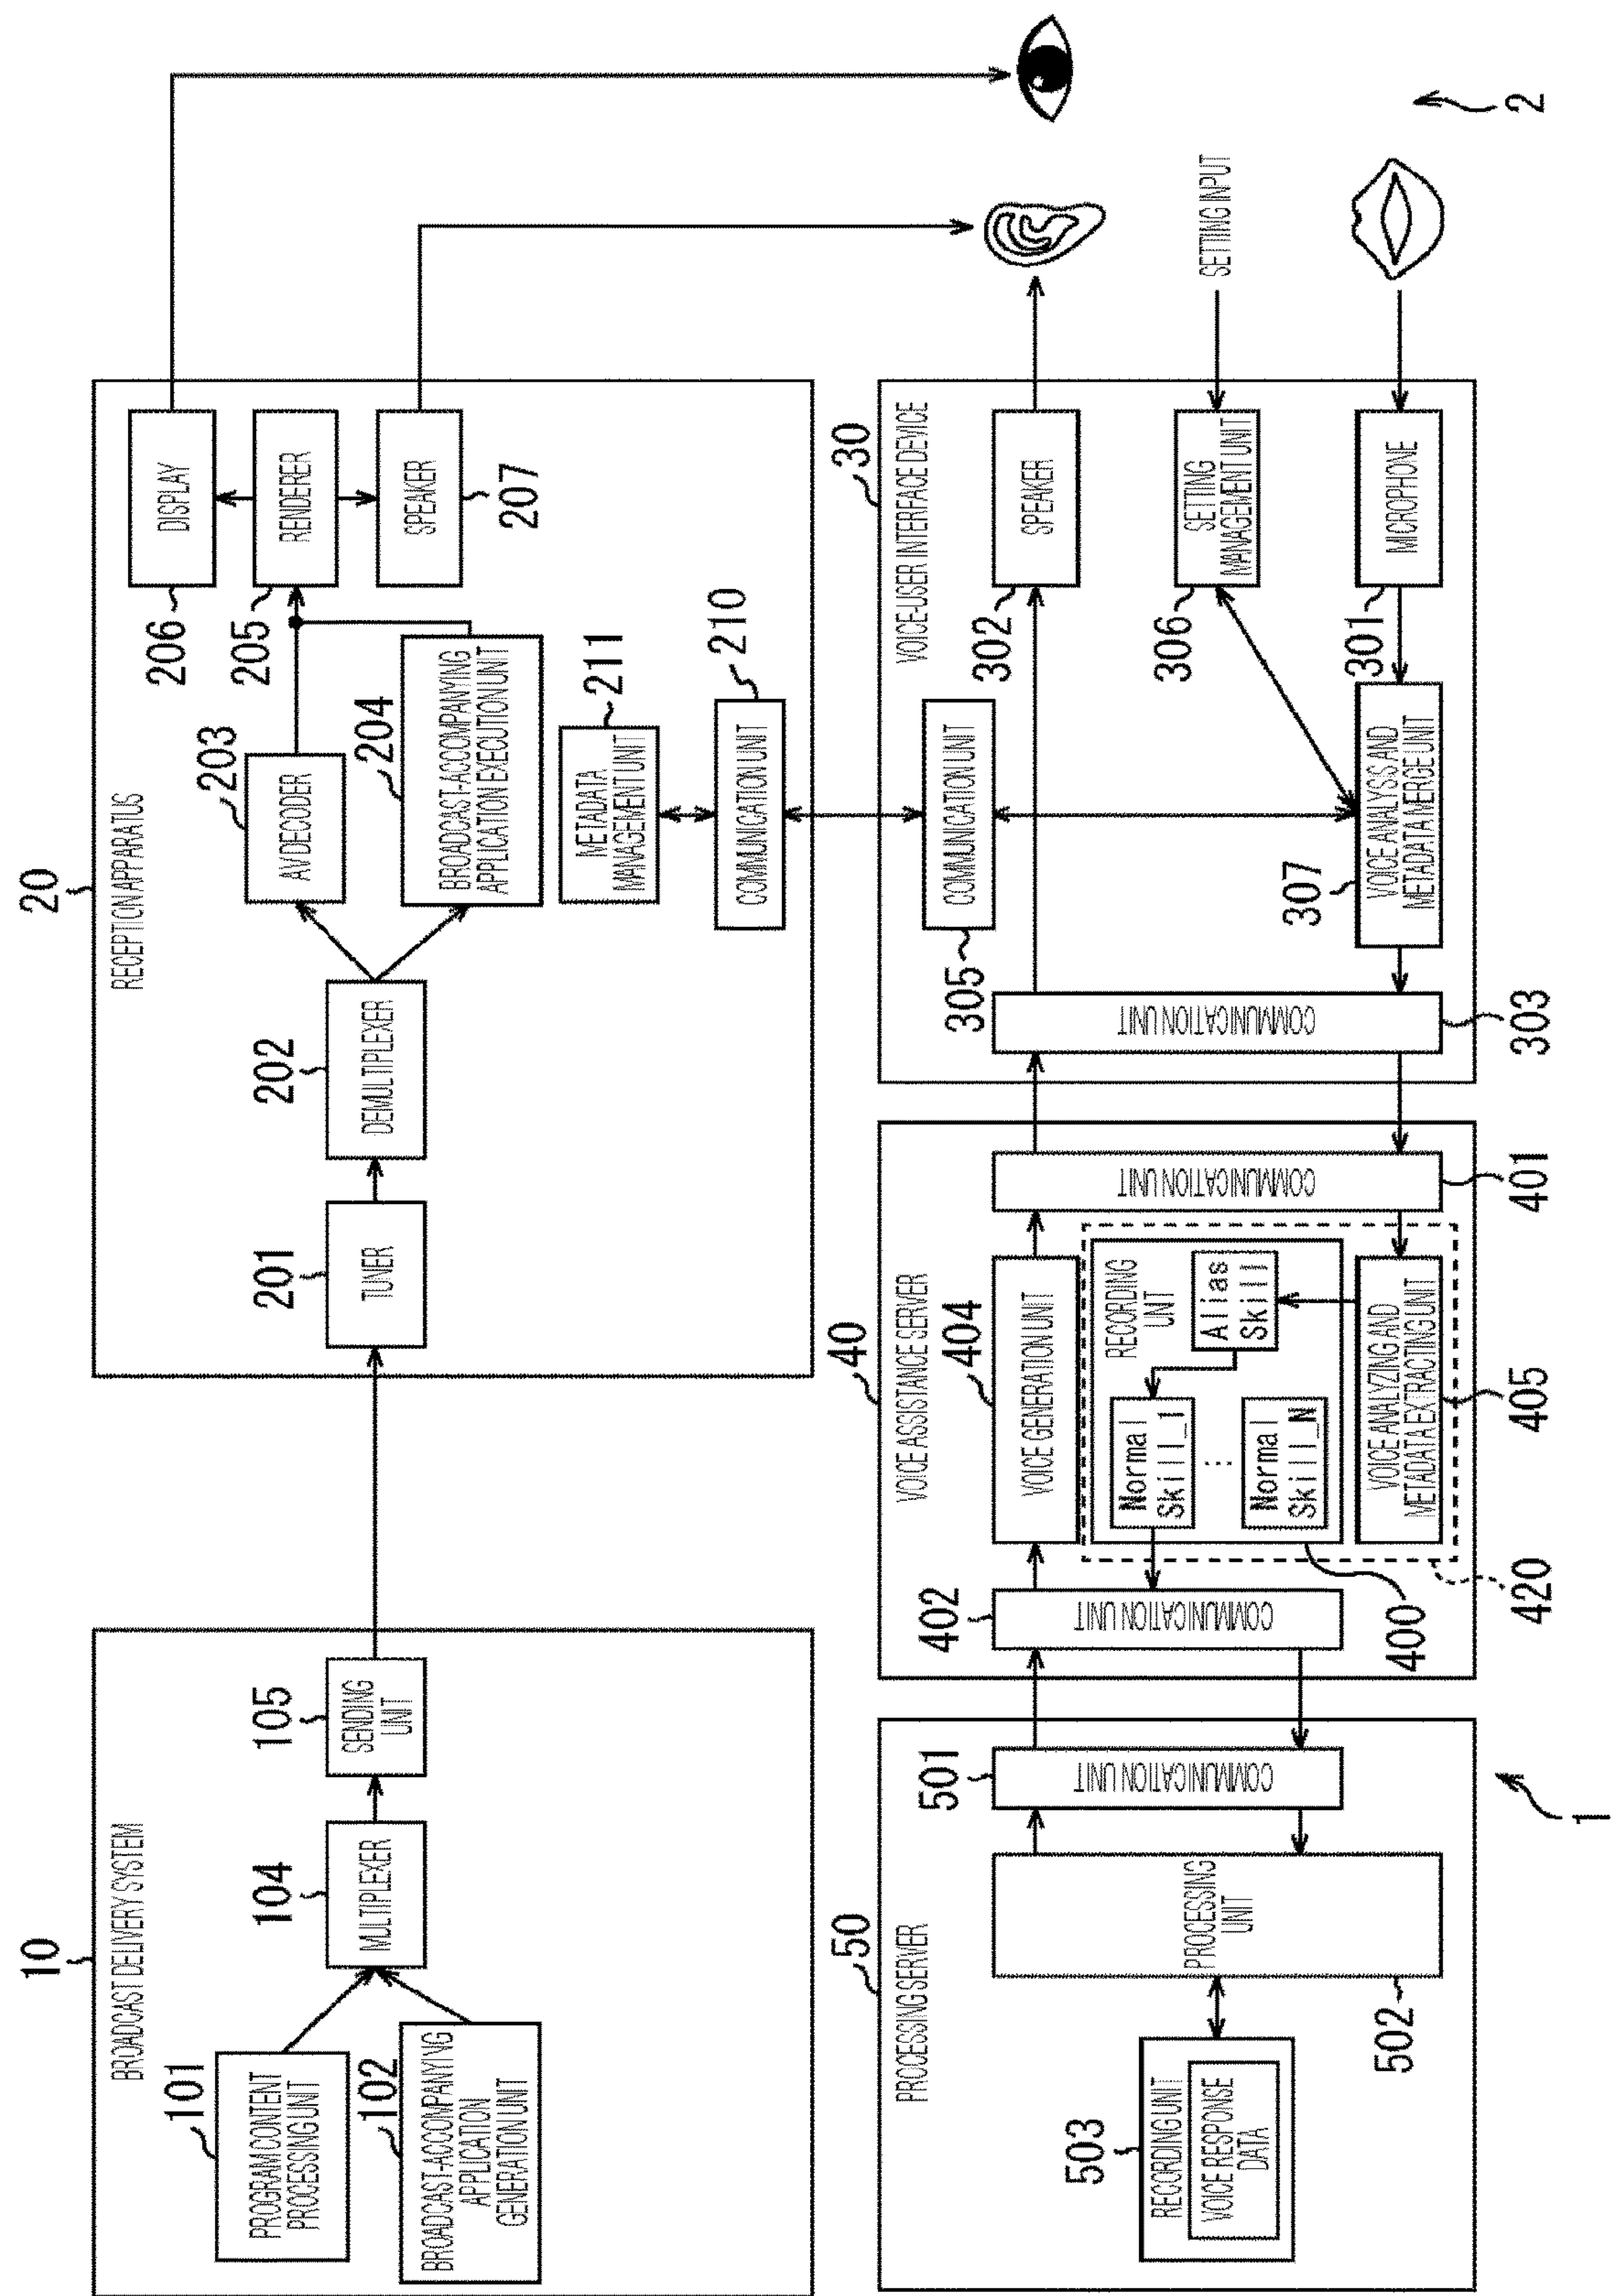 10
BROADCAST DELIVERY SYSTEM
101
PROGRAM CONTENT
PROCESSING UNIT
102
BROADCAST-ACCOMPANYING
APPLICATION
GENERATION UNIT
104
MULTIPLEXER
105
SENDING
UNIT
20
RECEPTION APPARATUS
201
TUNER
202
DEMULTIPLEXER
203
AV DECODER
204
BROADCAST-ACCOMPANYING
APPLICATION EXECUTION UNIT
206
DISPLAY
205
RENDERER
SPEAKER
207
211
METADATA
MANAGEMENT UNIT
210
COMMUNICATION UNIT
50
PROCESSING SERVER
503
RECORDING UNIT
VOICE RESPONSE
DATA
PROCESSING
UNIT
502
501
COMMUNICATION
UNIT
1
40
VOICE ASSISTANCE SERVER
402
COMMUNICATION
UNIT
404
VOICE GENERATION UNIT
RECORDING
UNIT
Normal
Skill_1
:
Normal
Skill_N
Alias
Skill
400
420
VOICE ANALYZING AND
METADATA EXTRACTING UNIT
405
COMMUNICATION
UNIT
401
30
VOICE-USER INTERFACE DEVICE
COMMUNICATION
UNIT
303
305
COMMUNICATION UNIT
302
SPEAKER
306
SETTING
MANAGEMENT UNIT
301
MICROPHONE
307
VOICE ANALYSIS AND
METADATA MERGE UNIT
SETTING INPUT
2